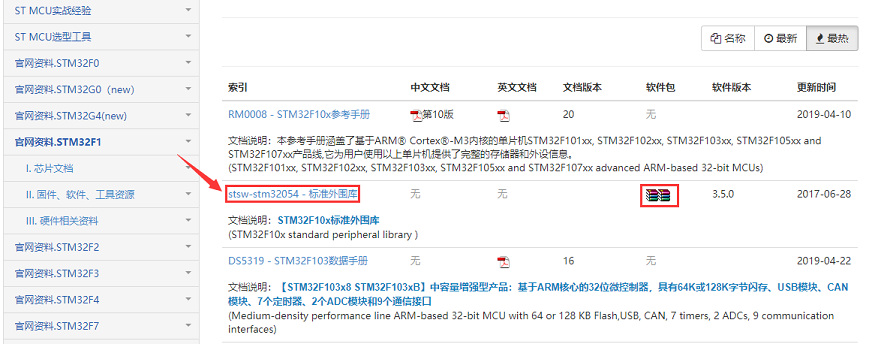 ST MCU实战经验
ST MCU选型工具
官网资料.STM32F0
官网资料.STM32G0（new）
官网资料.STM32G4(new)
官网资料.STM32F1
I. 芯片文档
II. 固件、软件、工具资源
III. 硬件相关资料
官网资料.STM32F2
官网资料.STM32F3
官网资料.STM32F4
官网资料.STM32F7
名称 最新 最热
索引 中文文档 英文文档 文档版本 软件包 软件版本 更新时间
RM0008 - STM32F10x参考手册 第10版 20 无 2019-04-10
文档说明：本参考手册涵盖了基于ARM® Cortex®-M3内核的单片机STM32F101xx, STM32F102xx, STM32F103xx, STM32F105xx and
STM32F107xx产品线,它为用户使用以上单片机提供了完整的存储器和外设信息。
(STM32F101xx, STM32F102xx, STM32F103xx, STM32F105xx and STM32F107xx advanced ARM-based 32-bit MCUs)
stsw-stm32054 - 标准外围库 无 无 3.5.0 2017-06-28
文档说明：STM32F10x标准外围库
(STM32F10x standard peripheral library )
DS5319 - STM32F103数据手册 无 16 无 2019-04-22
文档说明：【STM32F103x8 STM32F103xB】中容量增强型产品：基于ARM核心的32位微控制器，具有64K或128K字节闪存、USB模块、CAN
模块、7个定时器、2个ADC模块和9个通信接口
(Medium-density performance line ARM-based 32-bit MCU with 64 or 128 KB Flash,USB, CAN, 7 timers, 2 ADCs, 9 communication
interfaces)